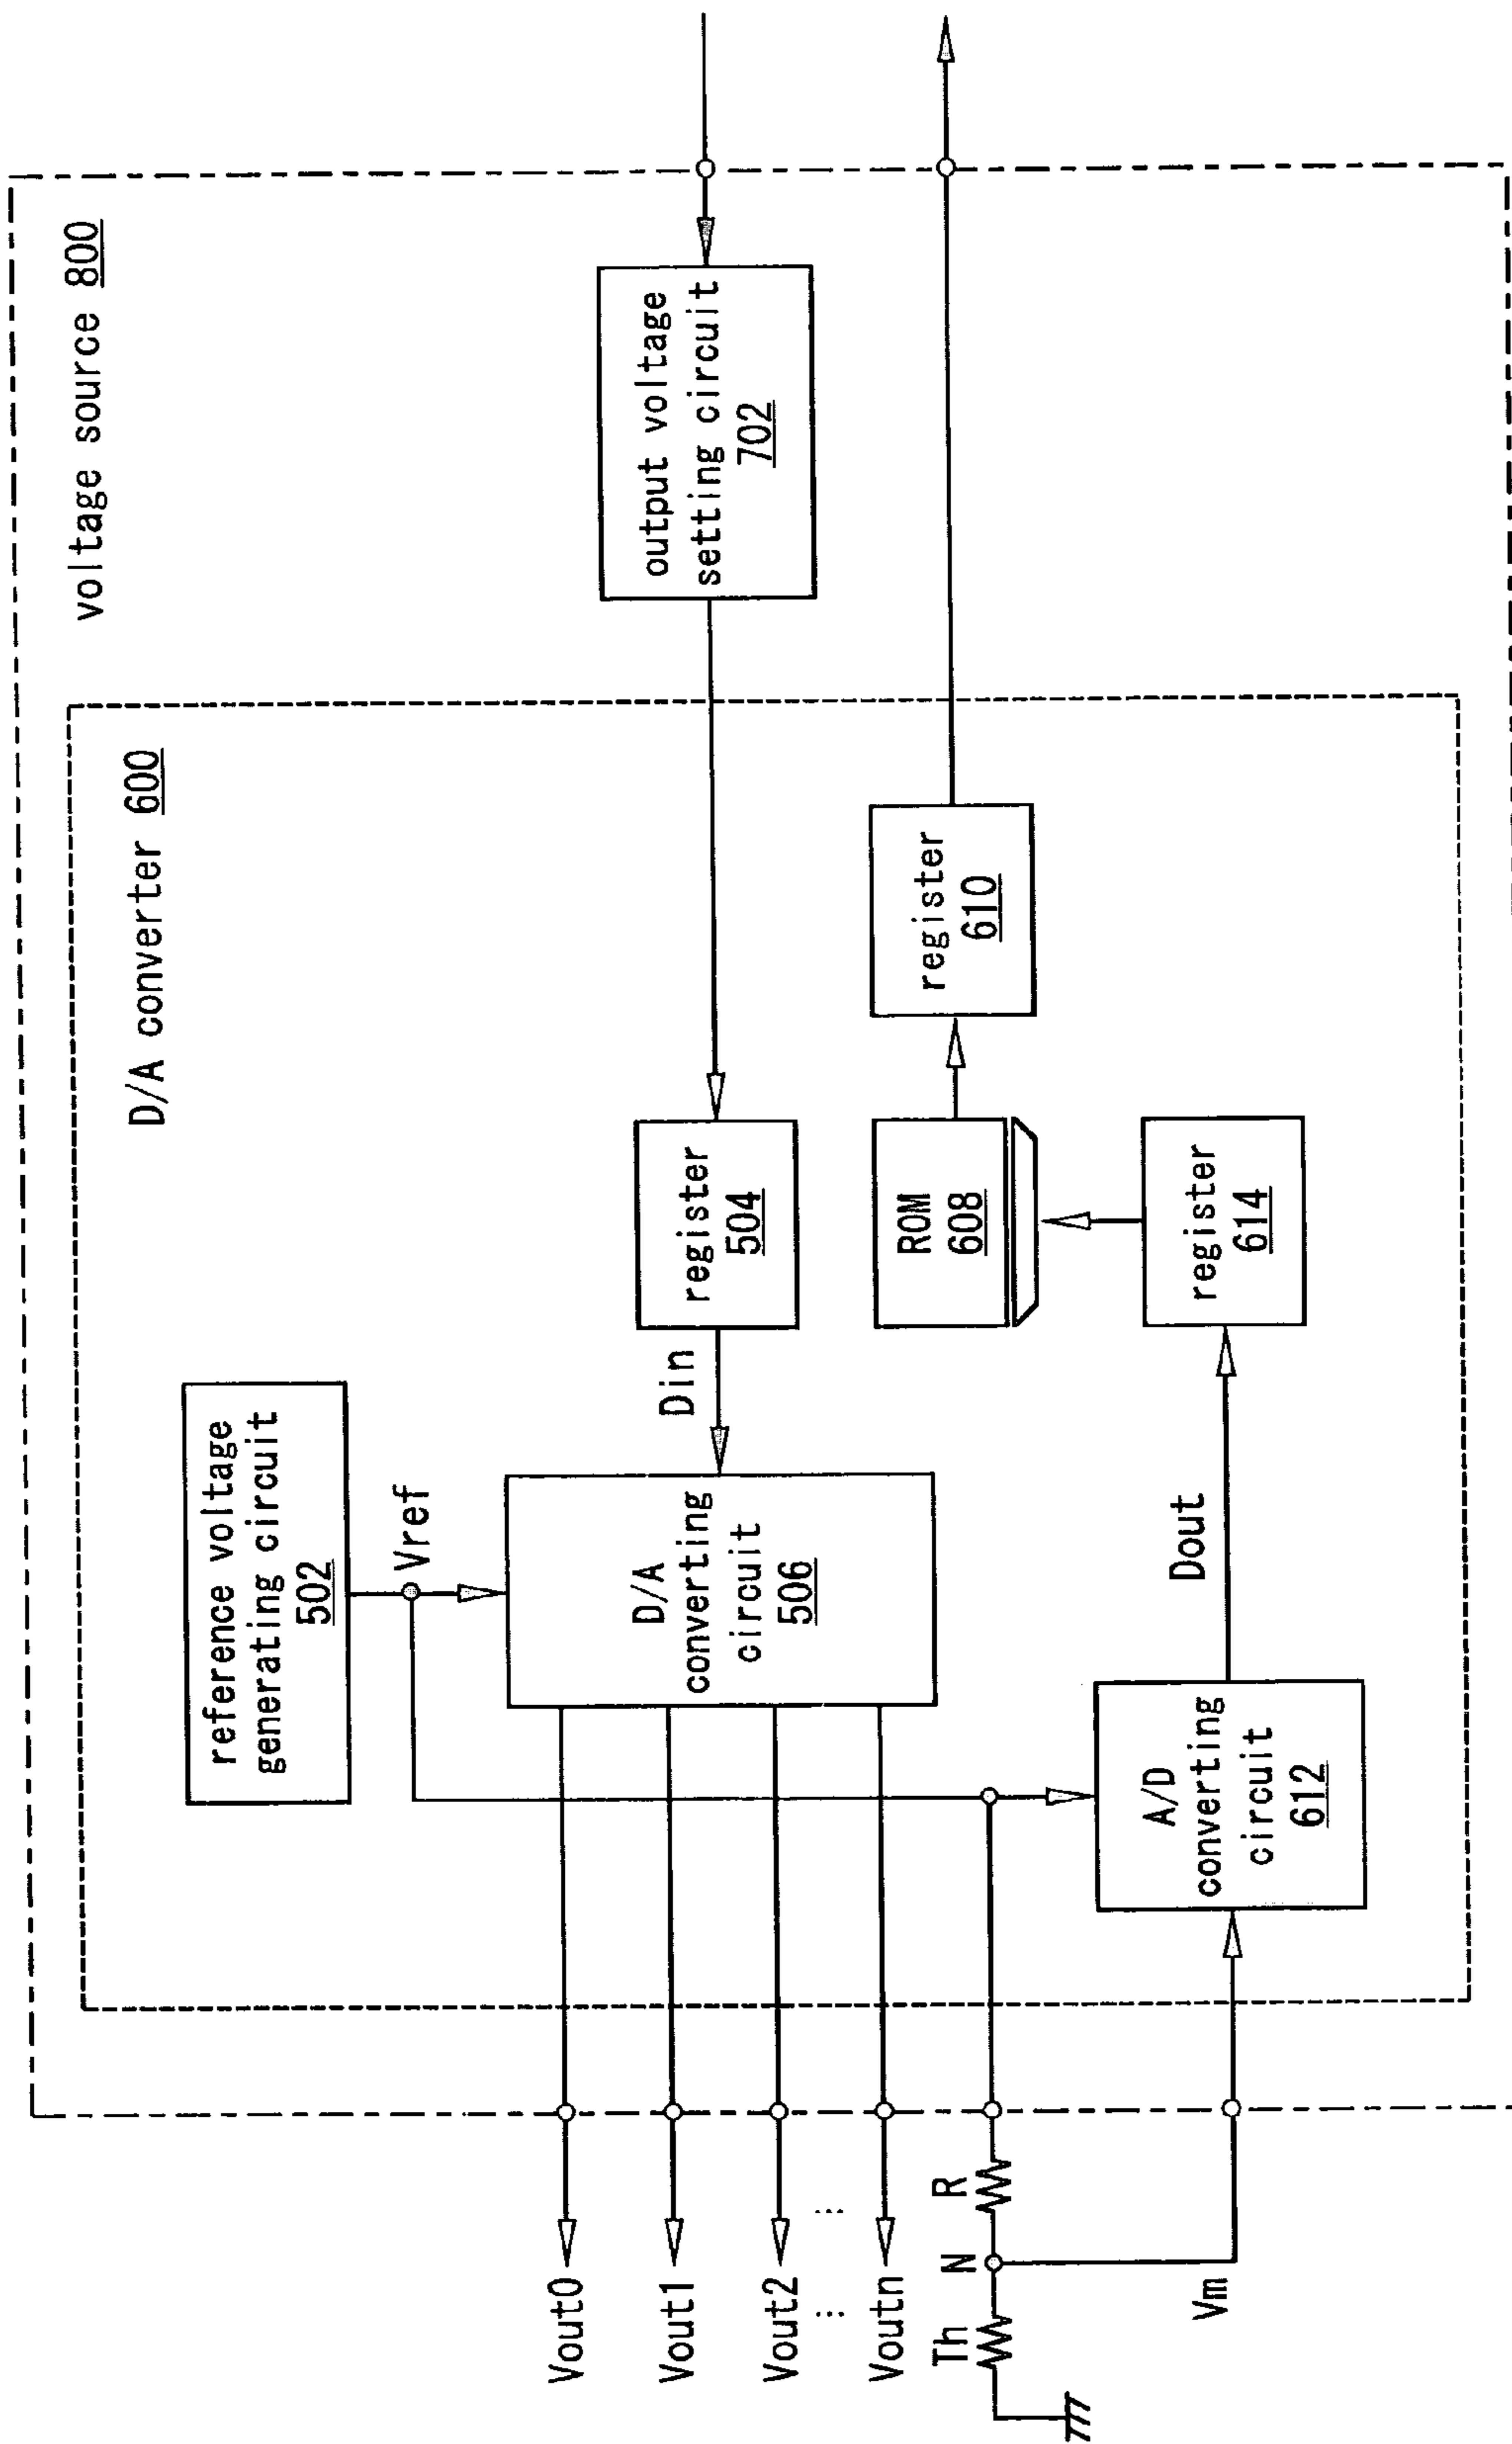 voltage source 800
D/A converter 600
reference voltage
generating circuit
502
Vref
output voltage
setting circuit
702
register
504
Din
D/A
converting
circuit
506
Vout0
Vout1
Vout2
Voutn
register
610
ROM
608
register
614
Dout
A/D
converting
circuit
612
Th
N
R
Vm